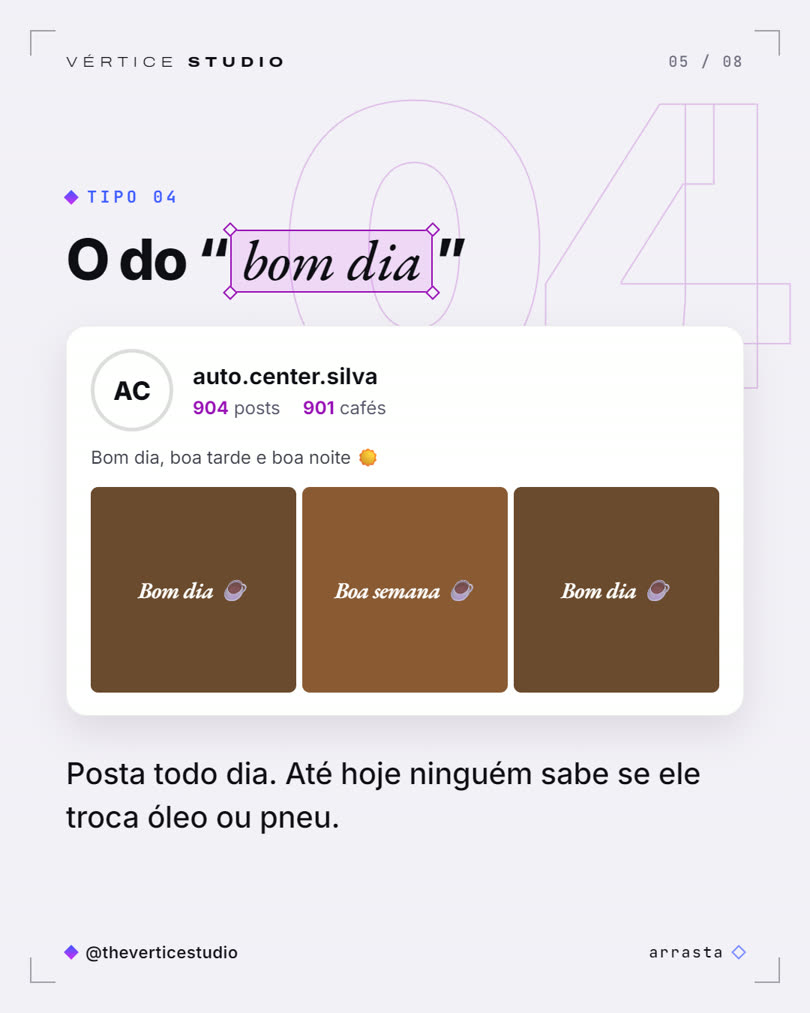 VÉRTICE STUDIO
05 / 08
04
TIPO 04
O do “bom dia”
AC
auto.center.silva
904 posts 901 cafés
Bom dia, boa tarde e boa noite
Bom dia
Boa semana
Bom dia
Posta todo dia. Até hoje ninguém sabe se ele
troca óleo ou pneu.
@theverticestudio
arrasta